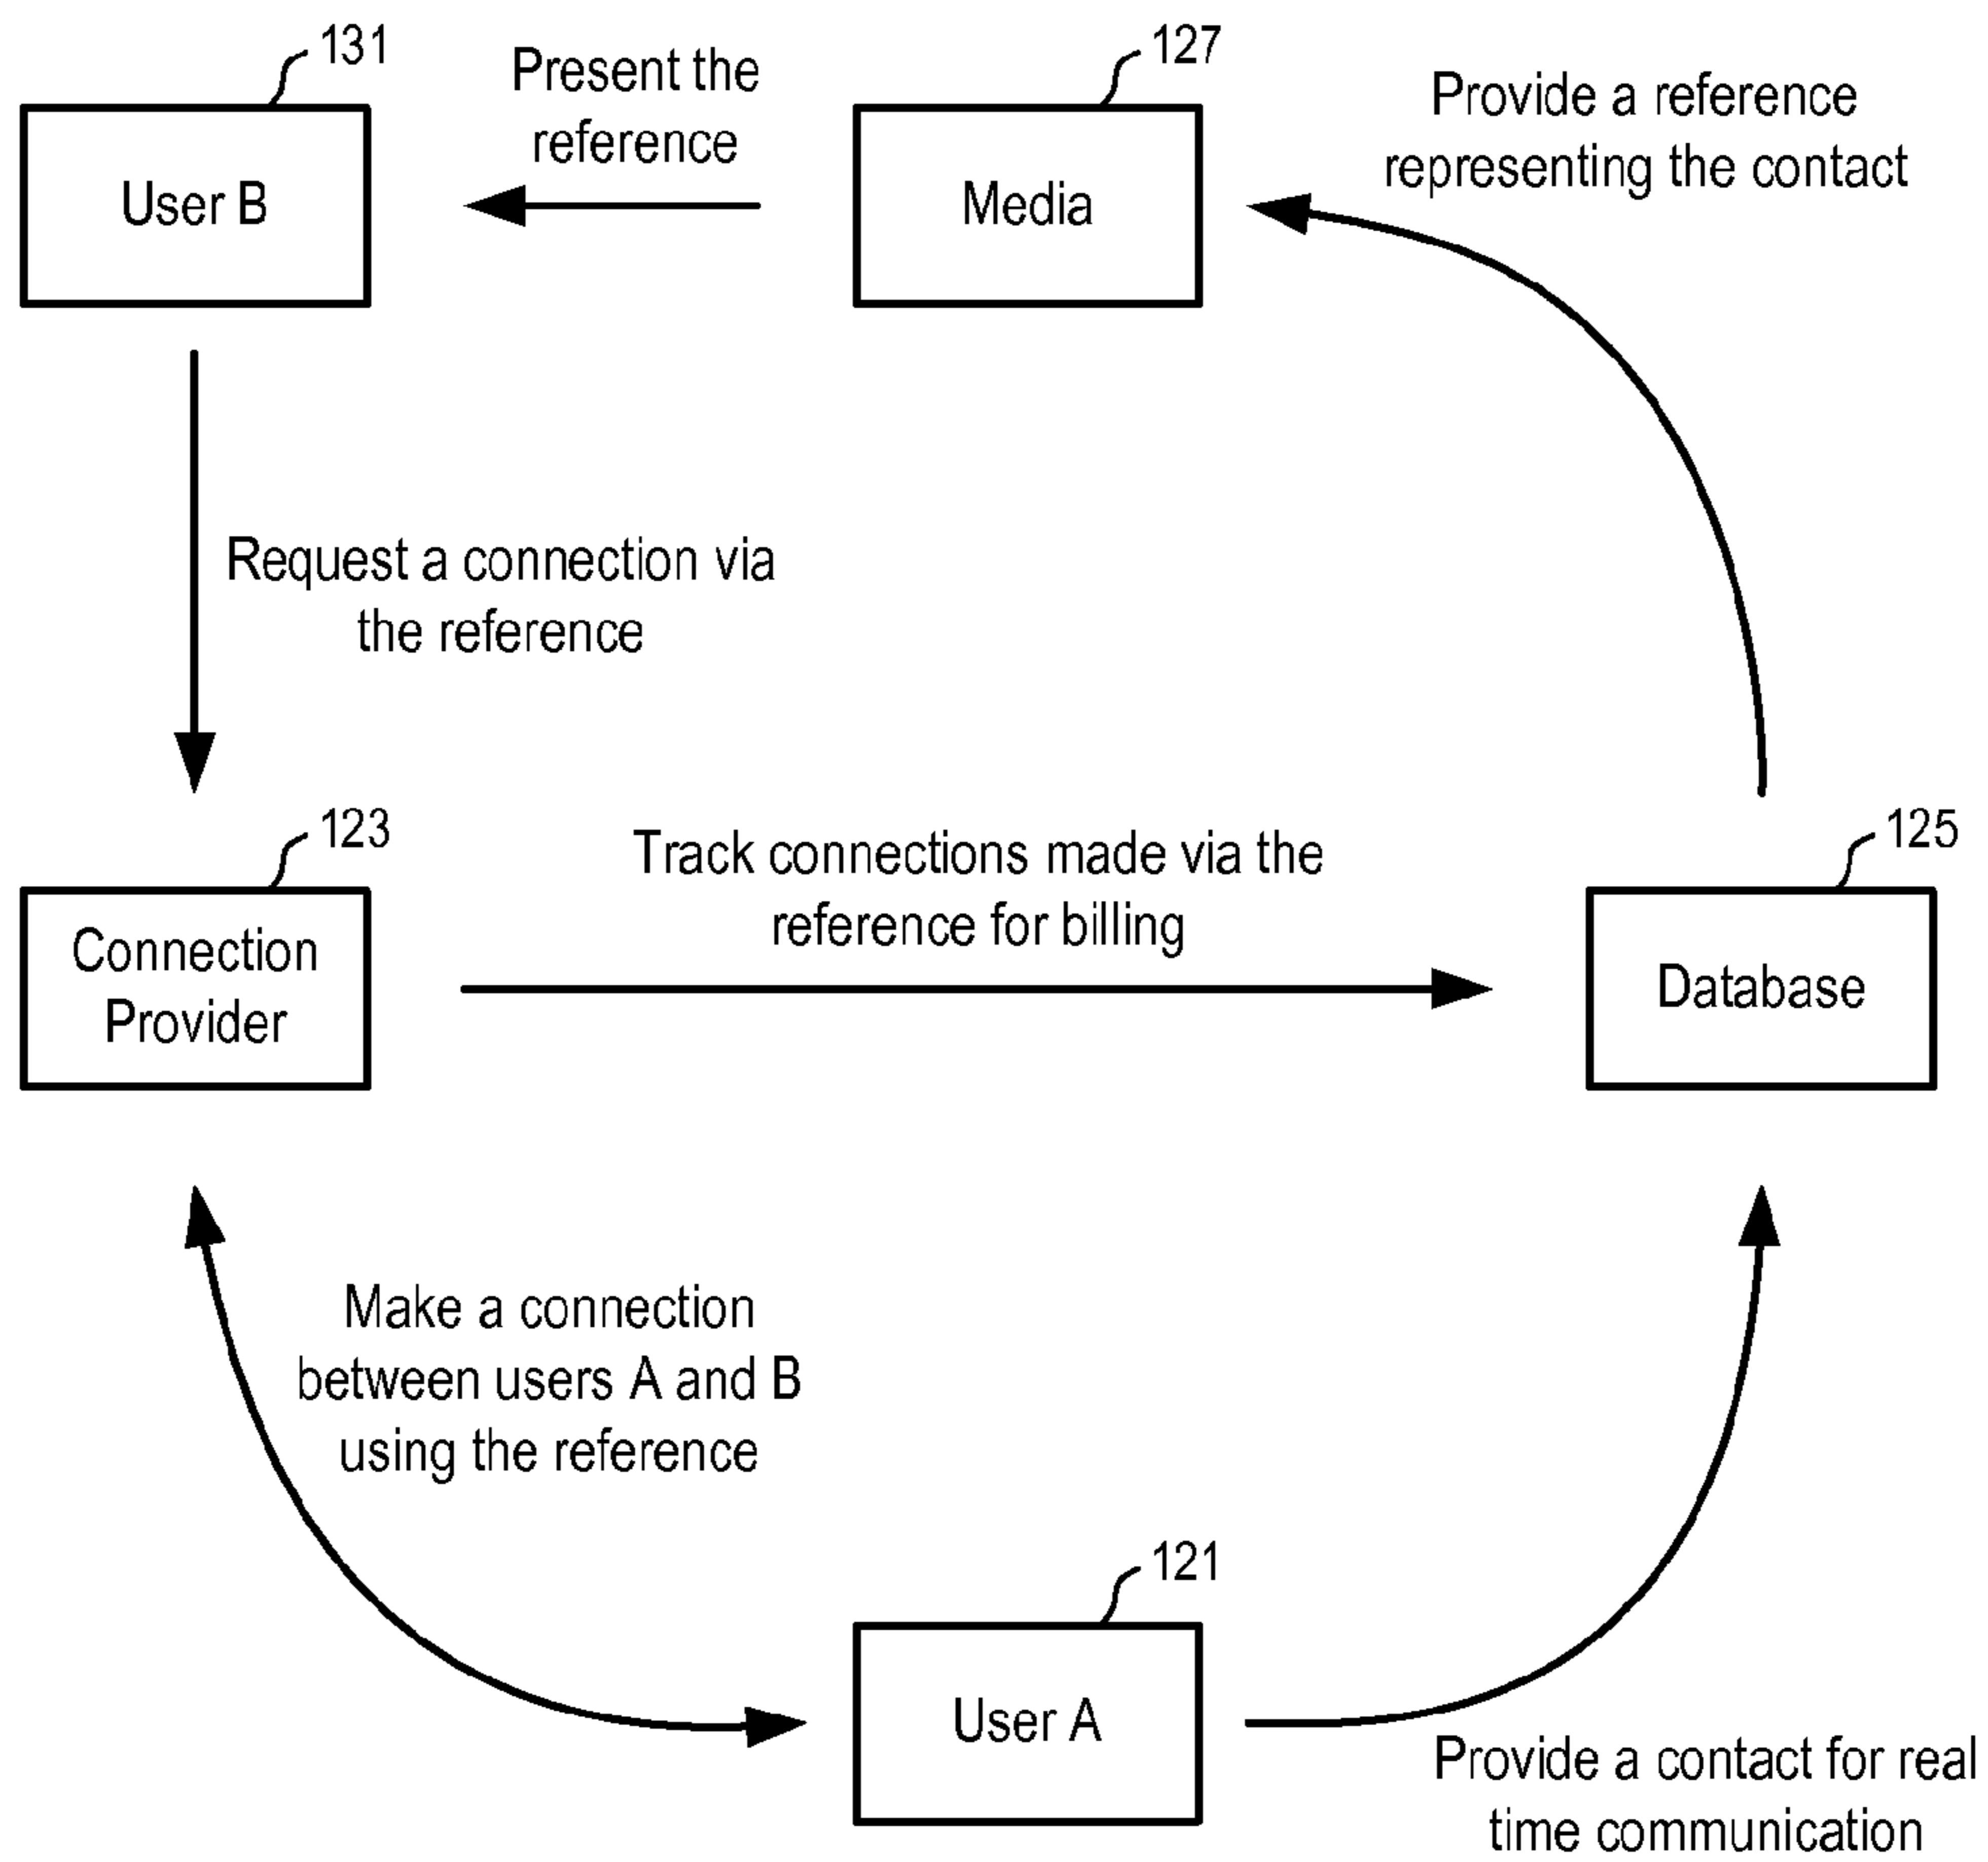 131
Present the
reference
127
Provide a reference
representing the contact
User B
Media
Request a connection via
the reference
123
Track connections made via the
reference for billing
125
Connection
Provider
Database
Make a connection
between users A and B
using the reference
121
User A
Provide a contact for real
time communication